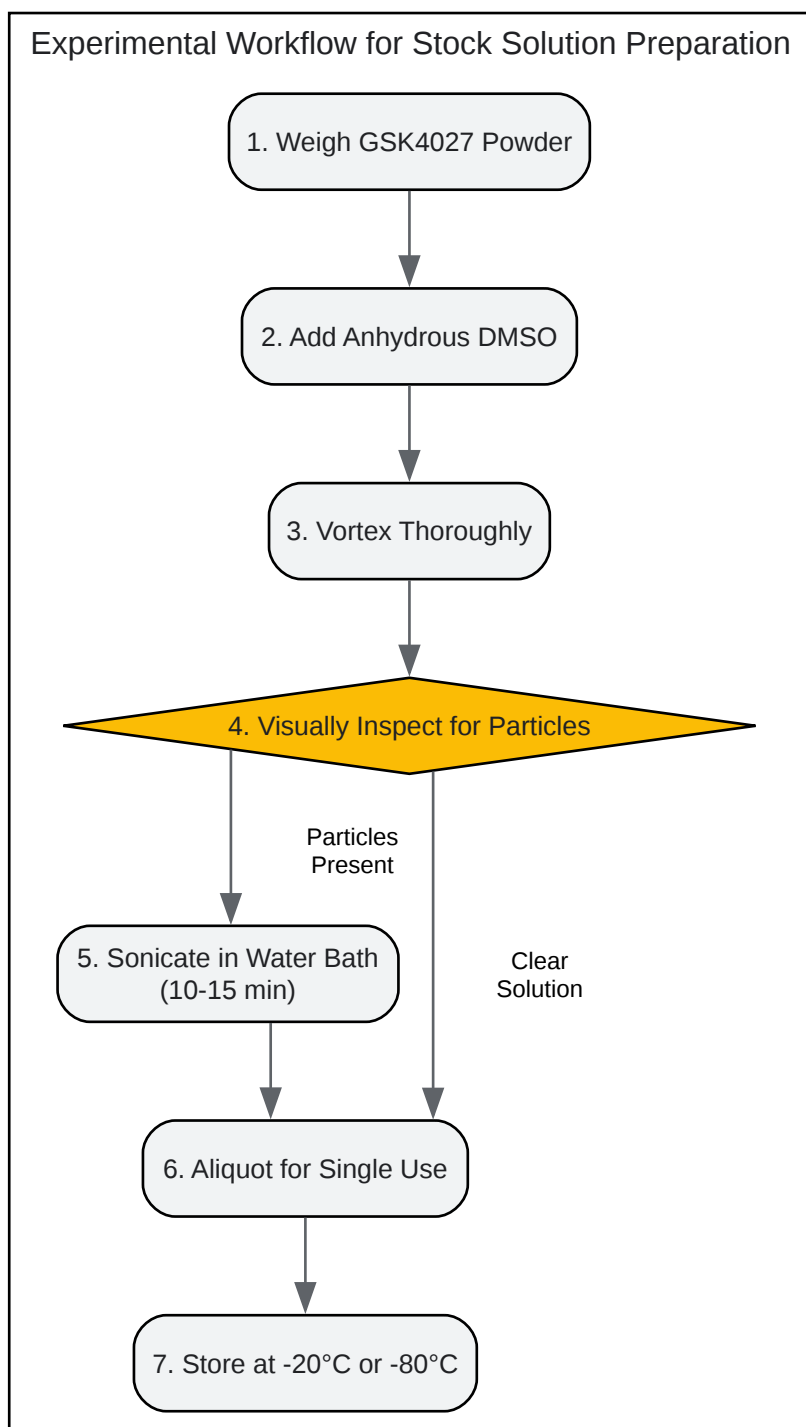 Experimental Workflow for Stock Solution Preparation
1. Weigh GSK4027 Powder
2. Add Anhydrous DMSO
3. Vortex Thoroughly
4. Visually Inspect for Particles
Particles
Present
5. Sonicate in Water Bath
(10-15 min)
Clear
Solution
6. Aliquot for Single Use
7. Store at -20°C or -80°C